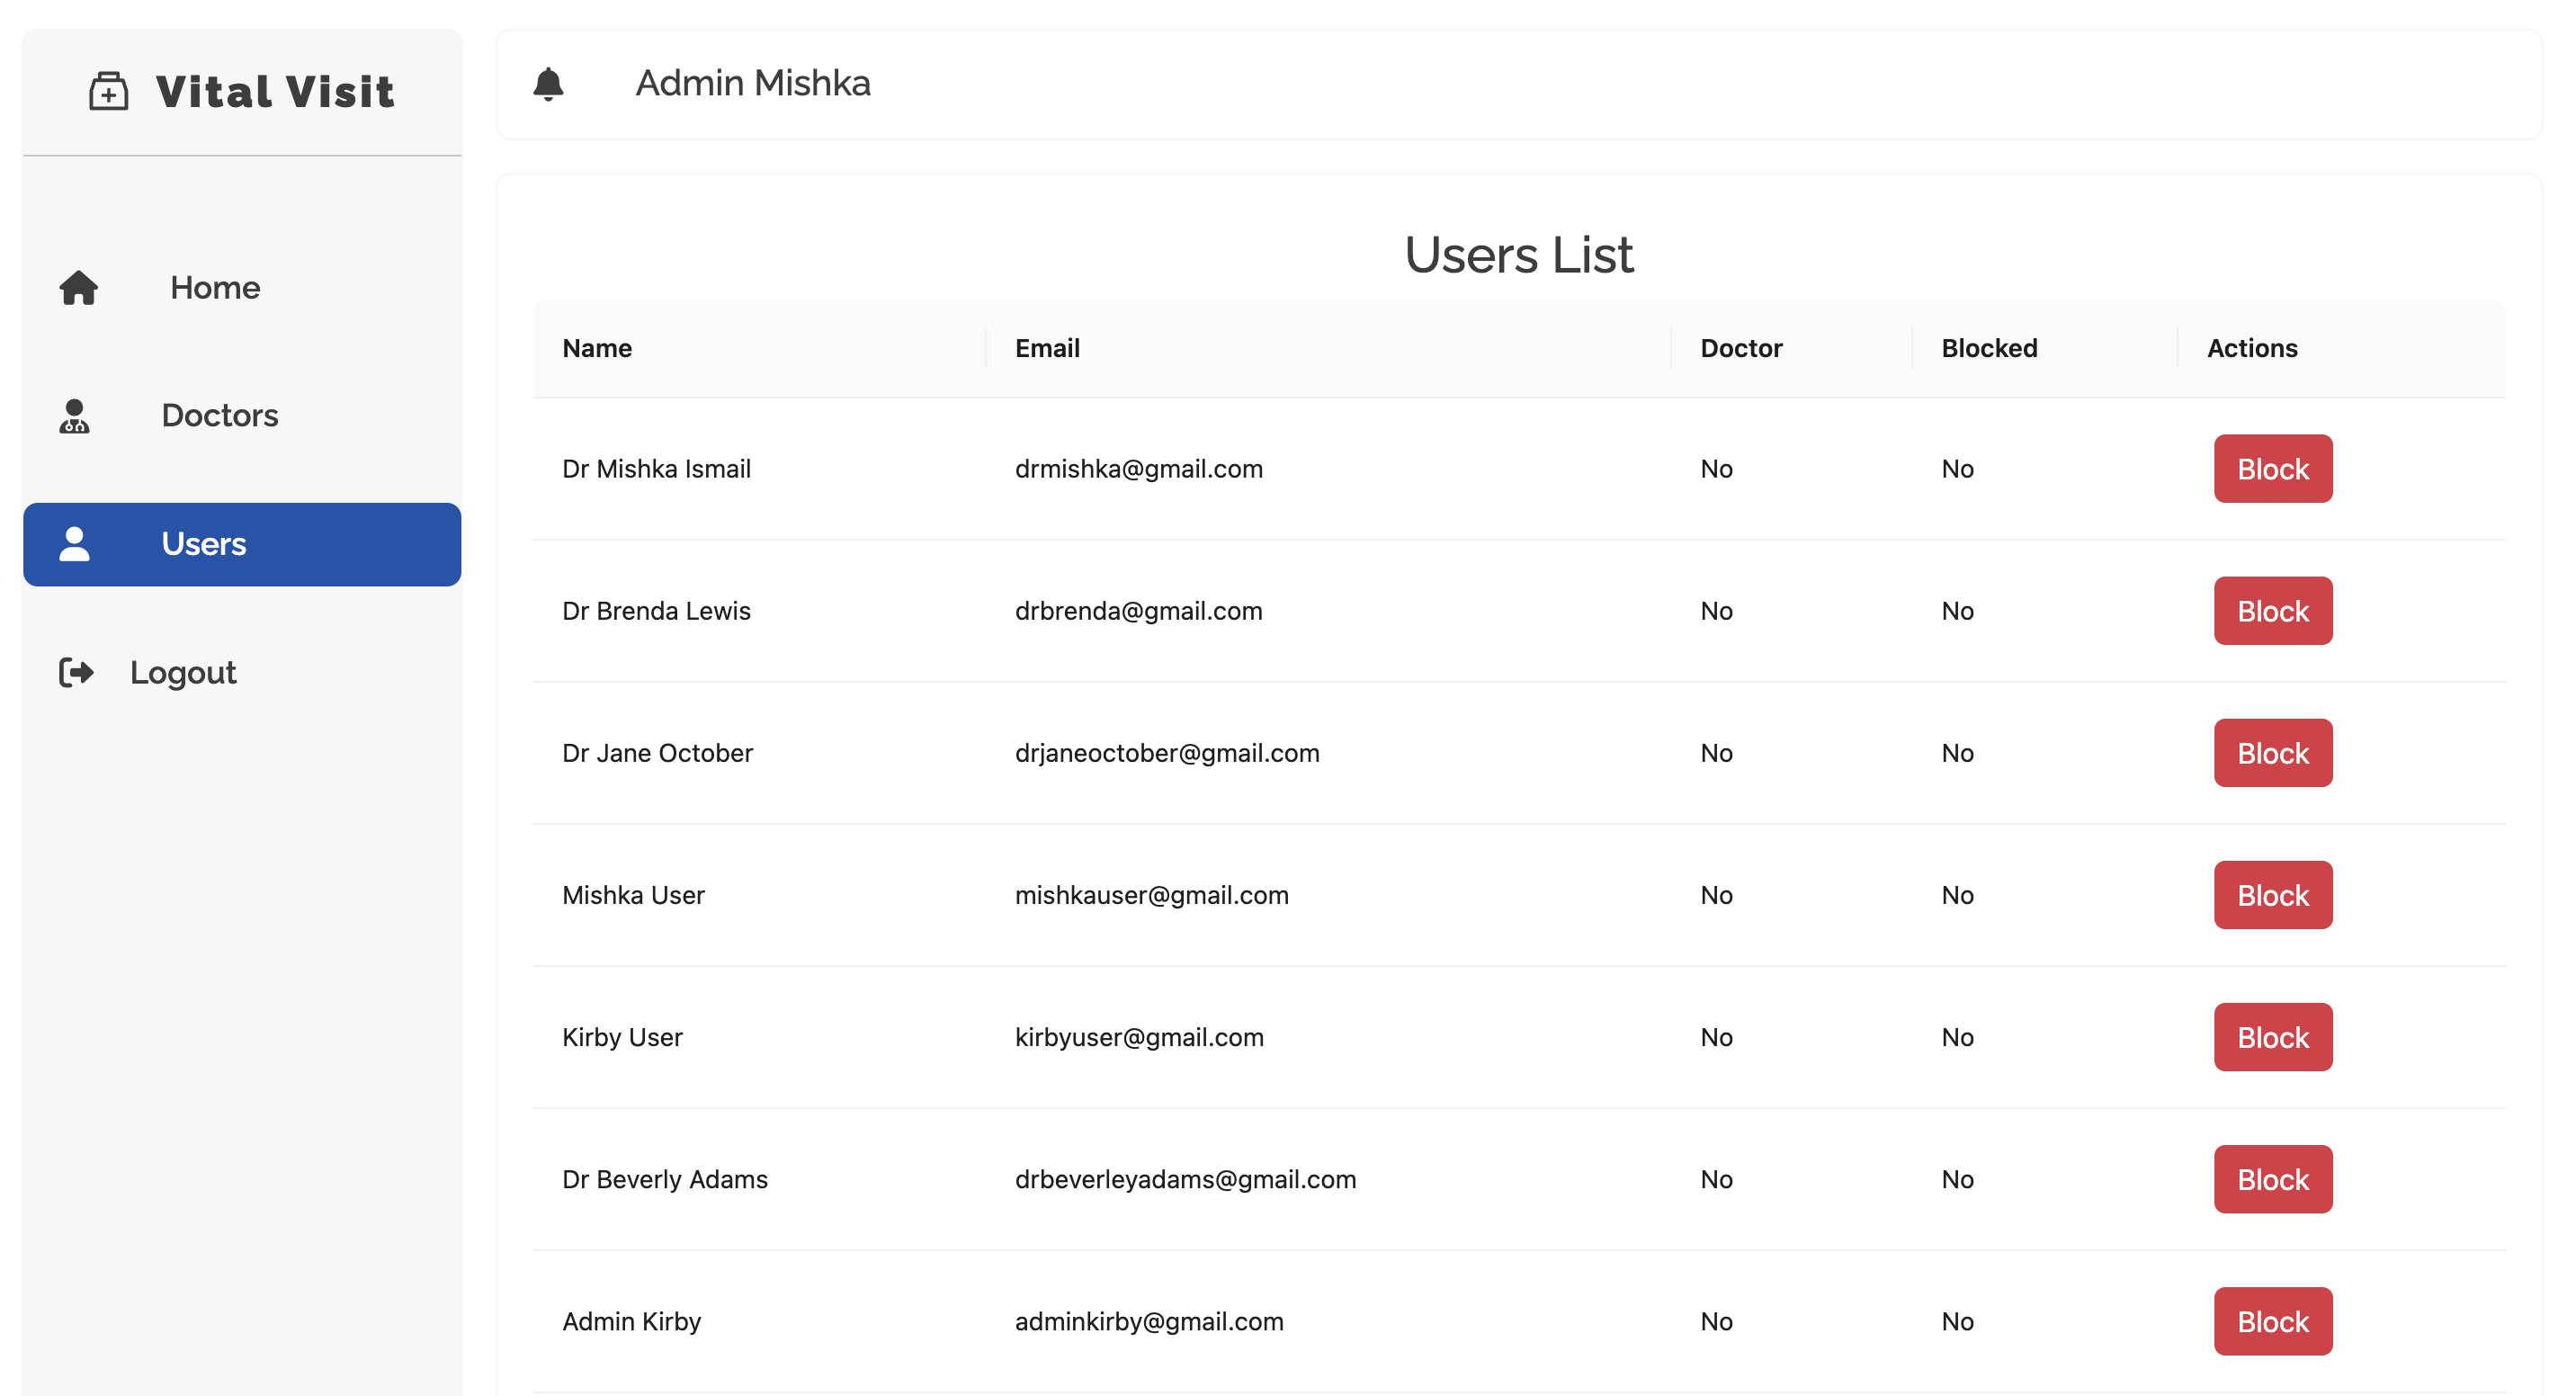 Vital Visit
Admin Mishka
Home
Doctors
Users
Logout
Users List
Name Email Doctor Blocked Actions
Dr Mishka Ismail drmishka@gmail.com No No Block
Dr Brenda Lewis drbrenda@gmail.com No No Block
Dr Jane October drjaneoctober@gmail.com No No Block
Mishka User mishkauser@gmail.com No No Block
Kirby User kirbyuser@gmail.com No No Block
Dr Beverly Adams drbeverleyadams@gmail.com No No Block
Admin Kirby adminkirby@gmail.com No No Block